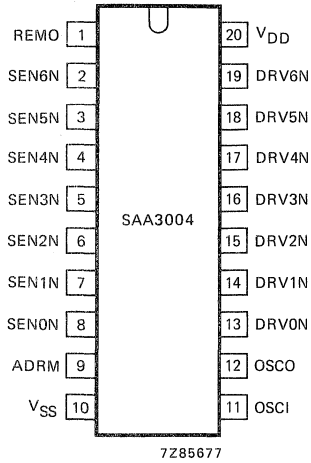 REMO 1 20 VDD
SEN6N 2 19 DRV6N
SEN5N 3 18 DRV5N
SEN4N 4 17 DRV4N
SEN3N 5 16 DRV3N
SAA3004
SEN2N 6 15 DRV2N
SEN1N 7 14 DRV1N
SEN0N 8 13 DRV0N
ADRM 9 12 OSCO
VSS 10 11 OSCI
7Z85677